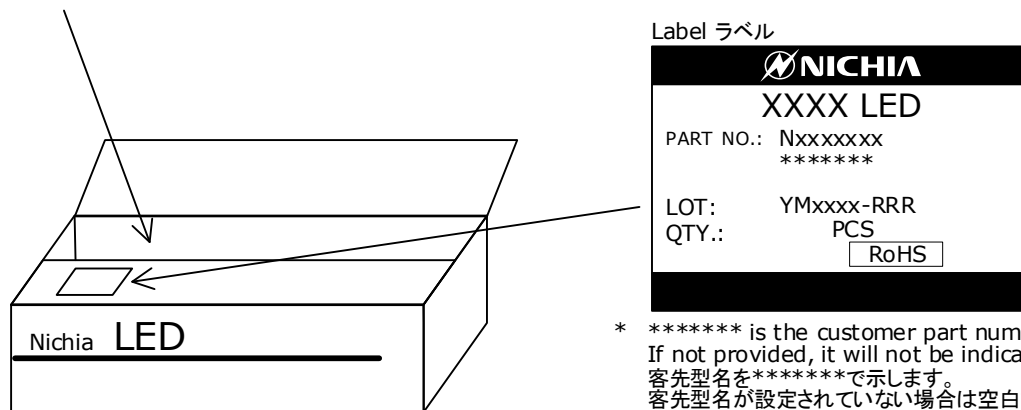 Label ラベル
NICHIA
XXXX LED
PART NO.: Nxxxxxxx
*******
LOT: YMxxxx-RRR
QTY.: PCS
RoHS
Nichia LED
* ******* is the customer part num
If not provided, it will not be indica
客先型名を*******で示します。
客先型名が設定されていない場合は空白